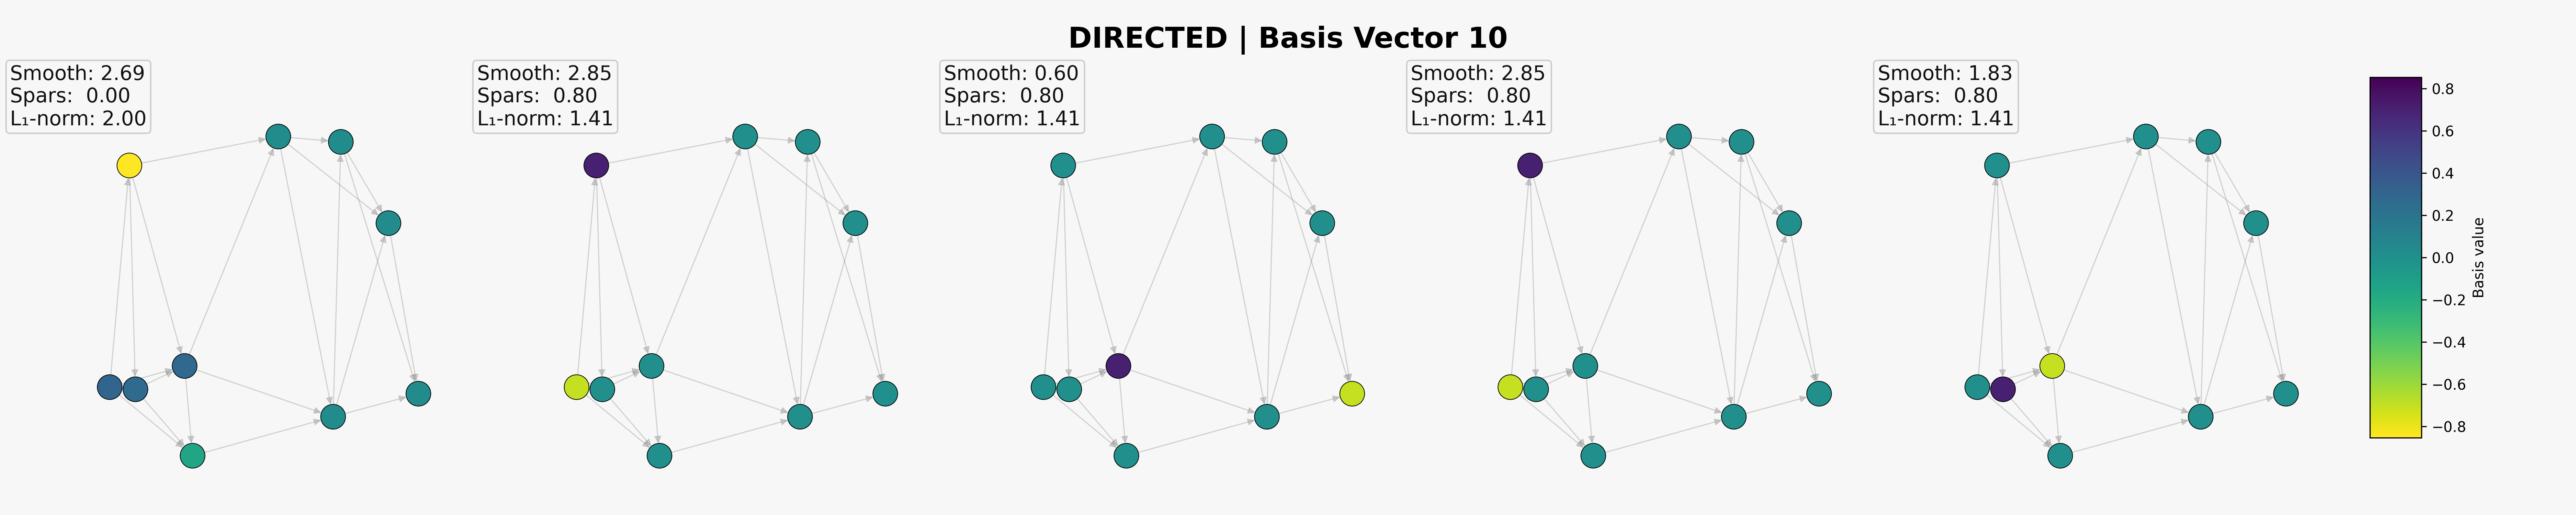 DIRECTED | Basis Vector 10
Smooth: 2.69
Spars:  0.00
L₁-norm: 2.00
Smooth: 2.85
Spars:  0.80
L₁-norm: 1.41
Smooth: 0.60
Spars:  0.80
L₁-norm: 1.41
Smooth: 2.85
Spars:  0.80
L₁-norm: 1.41
Smooth: 1.83
Spars:  0.80
L₁-norm: 1.41
0.8
0.6
0.4
0.2
0.0
−0.2
−0.4
−0.6
−0.8
Basis value